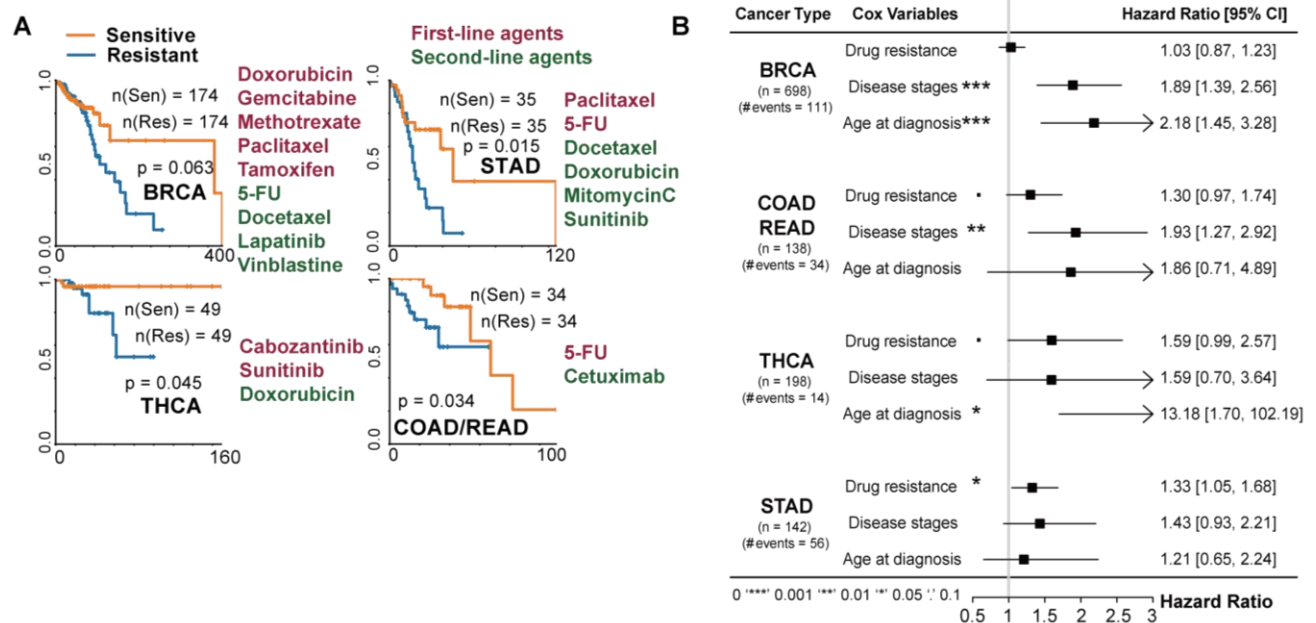 A
Sensitive
Resistant
First-line agents
Second-line agents
1.0
0.5
0.0
n(Sen) = 174
n(Res) = 174
p = 0.063
BRCA
400
Doxorubicin
Gemcitabine
Methotrexate
Paclitaxel
Tamoxifen
5-FU
Docetaxel
Lapatinib
Vinblastine
1.0
0.5
0.0
n(Sen) = 35
n(Res) = 35
p = 0.015
STAD
0
120
Paclitaxel
5-FU
Docetaxel
Doxorubicin
MitomycinC
Sunitinib
0
1.0
0.5
0.0
n(Sen) = 49
n(Res) = 49
p = 0.045
THCA
0
160
Cabozantinib
Sunitinib
Doxorubicin
1.0
0.5
0.0
n(Sen) = 34
n(Res) = 34
p = 0.034
COAD/READ
0
100
5-FU
Cetuximab
B
Cancer Type Cox Variables Hazard Ratio [95% CI]
BRCA
(n = 698)
(#events = 111)
Drug resistance 1.03 [0.87, 1.23]
Disease stages *** 1.89 [1.39, 2.56]
Age at diagnosis *** 2.18 [1.45, 3.28]
COAD
READ
(n = 138)
(#events = 34)
Drug resistance . 1.30 [0.97, 1.74]
Disease stages ** 1.93 [1.27, 2.92]
Age at diagnosis 1.86 [0.71, 4.89]
THCA
(n = 198)
(#events = 14)
Drug resistance . 1.59 [0.99, 2.57]
Disease stages 1.59 [0.70, 3.64]
Age at diagnosis * 13.18 [1.70, 102.19]
STAD
(n = 142)
(#events = 56)
Drug resistance * 1.33 [1.05, 1.68]
Disease stages 1.43 [0.93, 2.21]
Age at diagnosis 1.21 [0.65, 2.24]
0 '***' 0.001 '**' 0.01 '*' 0.05 '.' 0.1
0.5 1 1.5 2 2.5 3
Hazard Ratio